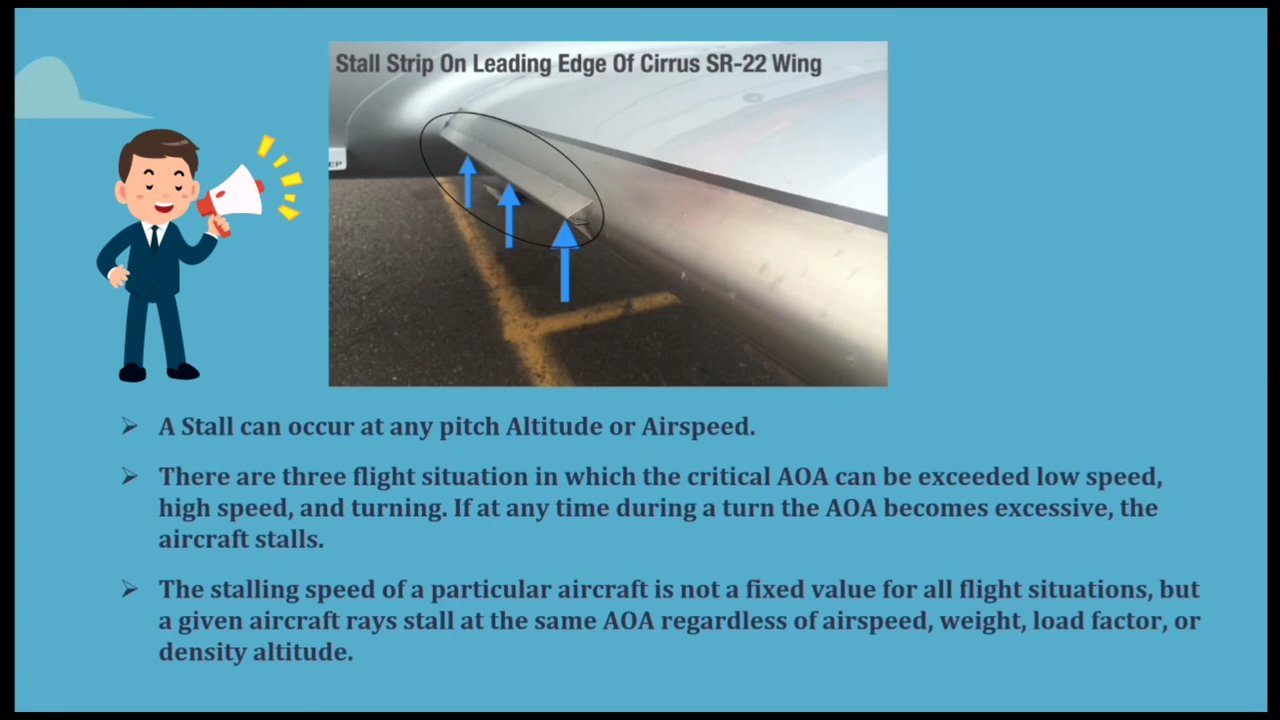 Stall Strip On Leading Edge Of Cirrus SR-22 Wing
EP
A Stall can occur at any pitch Altitude or Airspeed.
There are three flight situation in which the critical AOA can be exceeded low speed,
high speed, and turning. If at any time during a turn the AOA becomes excessive, the
aircraft stalls.
The stalling speed of a particular aircraft is not a fixed value for all flight situations, but
a given aircraft rays stall at the same AOA regardless of airspeed, weight, load factor, or
density altitude.